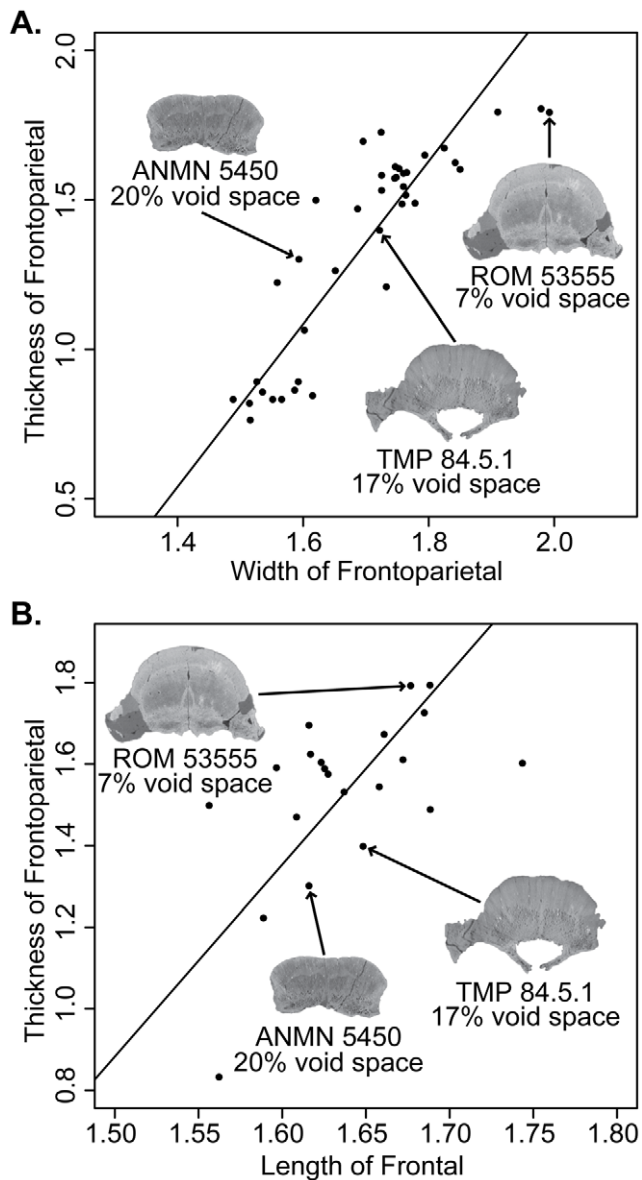 A.
2.0
1.5
1.0
0.5
Thickness of Frontoparietal
ANMN 5450
20% void space
ROM 53555
7% void space
TMP 84.5.1
17% void space
1.4 1.6 1.8 2.0
Width of Frontoparietal
B.
1.8
1.6
1.4
1.2
1.0
0.8
Thickness of Frontoparietal
ROM 53555
7% void space
TMP 84.5.1
17% void space
ANMN 5450
20% void space
1.50 1.55 1.60 1.65 1.70 1.75 1.80
Length of Frontal